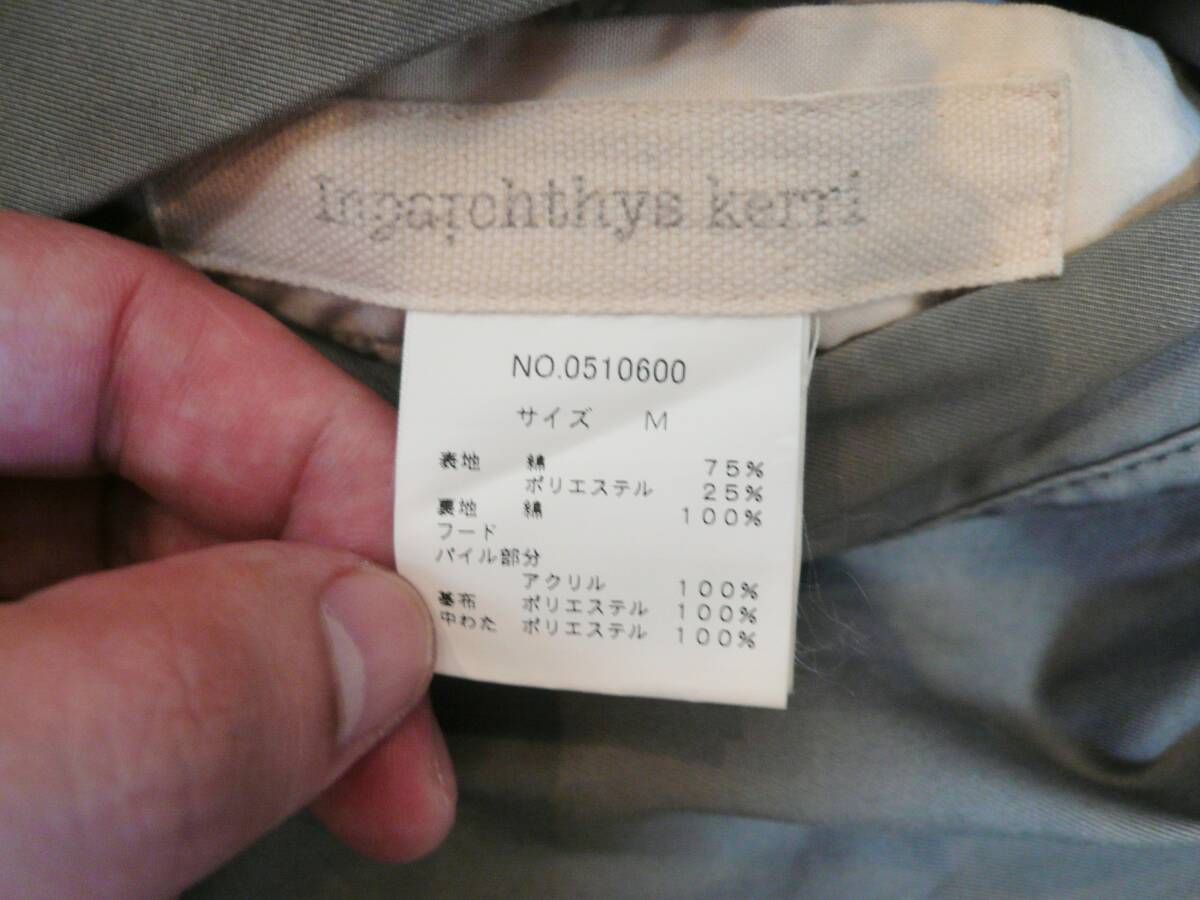 Ingaichthys kerri
NO.0510600
サイズ M
表地 綿 75%
ポリエステル 25%
裏地 綿 100%
フード
パイル部分
アクリル 100%
基布 ポリエステル 100%
中わた ポリエステル 100%